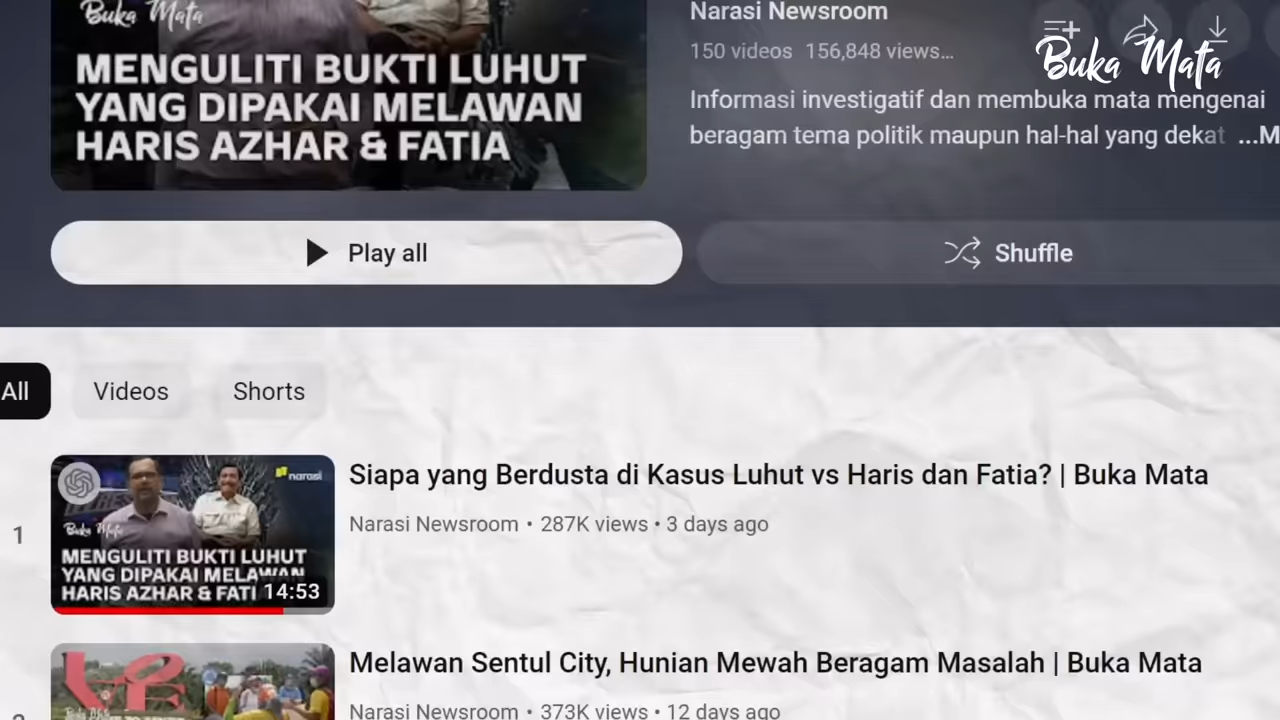 Buka Mata
MENGULITI BUKTI LUHUT
YANG DIPAKAI MELAWAN
HARIS AZHAR & FATIA
Narasi Newsroom
150 videos 156,848 views…
Buka Mata
Informasi investigatif dan membuka mata mengenai
beragam tema politik maupun hal-hal yang dekat ...M
Play all
Shuffle
All
Videos
Shorts
1
narasi
Buka Mata
MENGULITI BUKTI LUHUT
YANG DIPAKAI MELAWAN
HARIS AZHAR & FATI
14:53
Siapa yang Berdusta di Kasus Luhut vs Haris dan Fatia? | Buka Mata
Narasi Newsroom • 287K views • 3 days ago
Melawan Sentul City, Hunian Mewah Beragam Masalah | Buka Mata
Narasi Newsroom • 373K views • 12 days ago